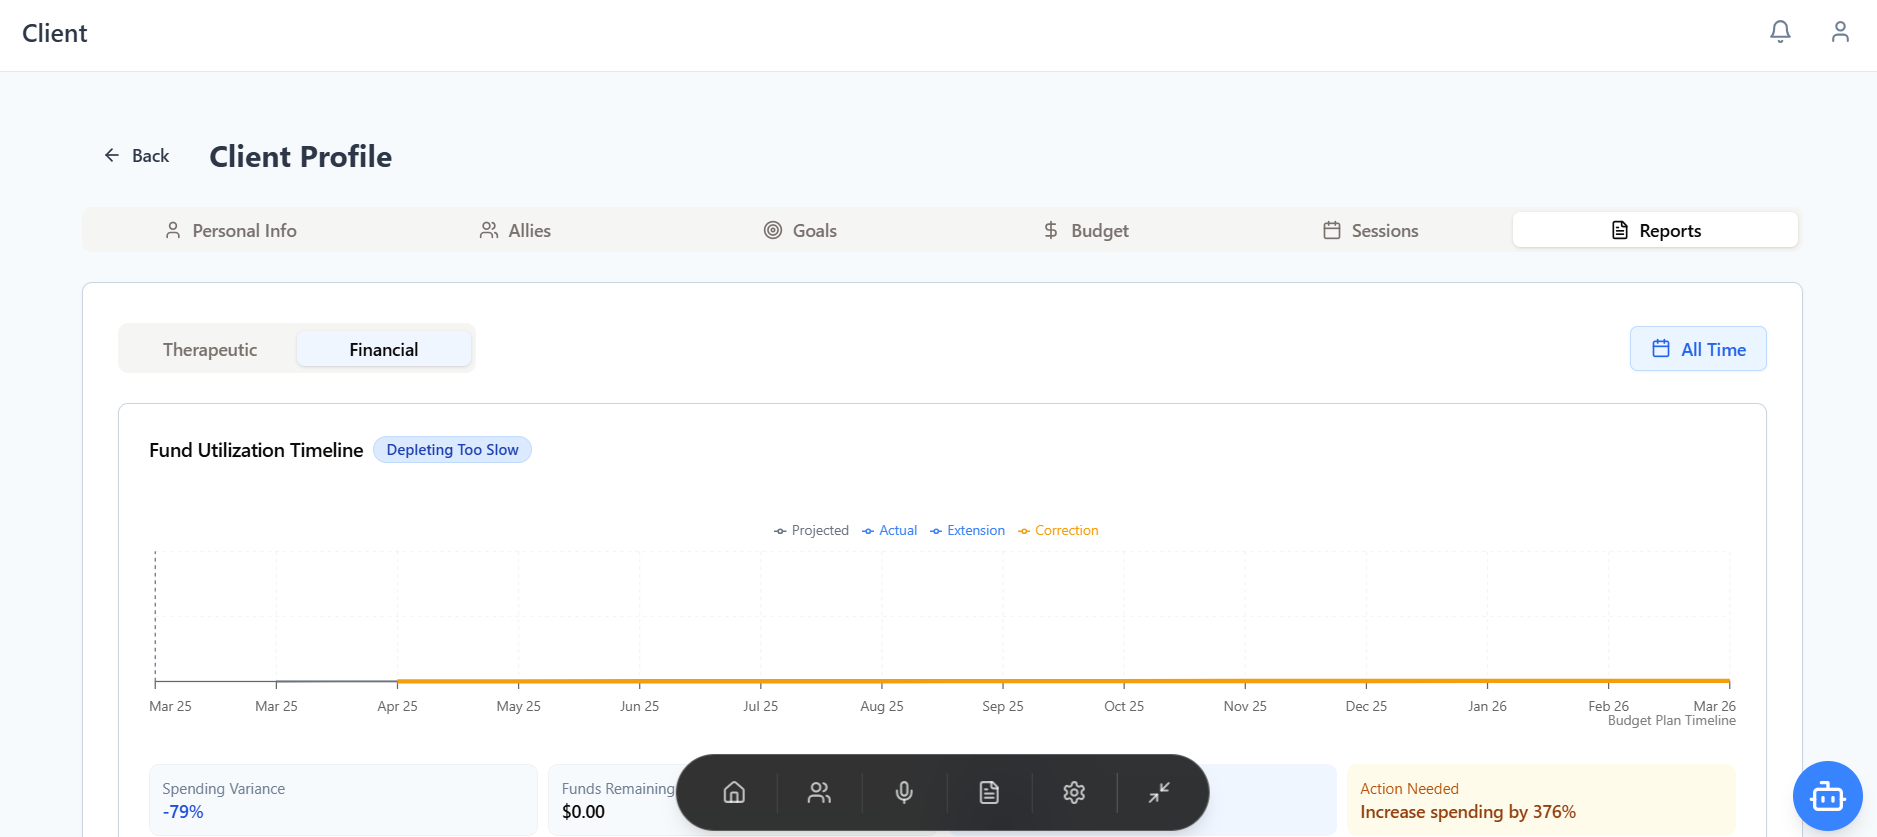 Client
Back
Client Profile
Personal Info
Allies
Goals
Budget
Sessions
Reports
Therapeutic
Financial
All Time
Fund Utilization Timeline
Depleting Too Slow
Projected
Actual
Extension
Correction
Mar 25
Mar 25
Apr 25
May 25
Jun 25
Jul 25
Aug 25
Sep 25
Oct 25
Nov 25
Dec 25
Jan 26
Feb 26
Mar 26
Budget Plan Timeline
Spending Variance
-79%
Funds Remaining
$0.00
Action Needed
Increase spending by 376%